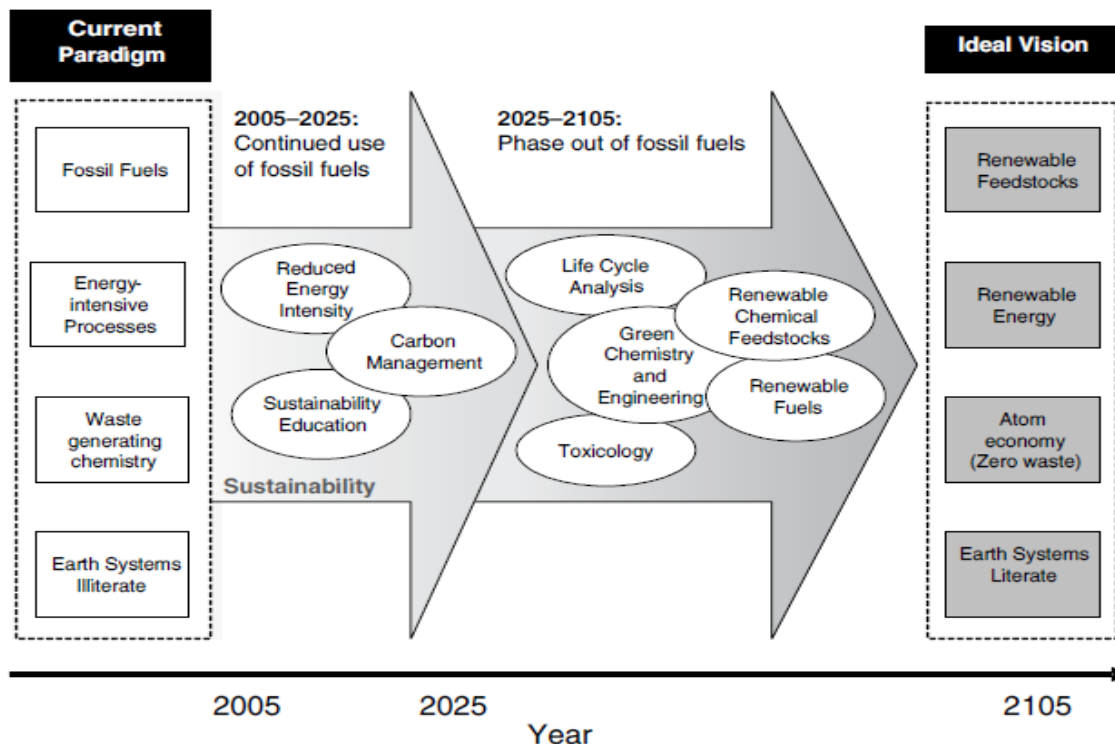 Current
Paradigm
Ideal Vision
2005–2025:
Continued use
of fossil fuels
2025–2105:
Phase out of fossil fuels
Fossil Fuels
Energy-
intensive
Processes
Waste
generating
chemistry
Earth Systems
Illiterate
Reduced
Energy
Intensity
Carbon
Management
Sustainability
Education
Sustainability
Life Cycle
Analysis
Renewable
Chemical
Feedstocks
Green
Chemistry
and
Engineering
Renewable
Fuels
Toxicology
Renewable
Feedstocks
Renewable
Energy
Atom
economy
(Zero waste)
Earth Systems
Literate
2005
2025
2105
Year